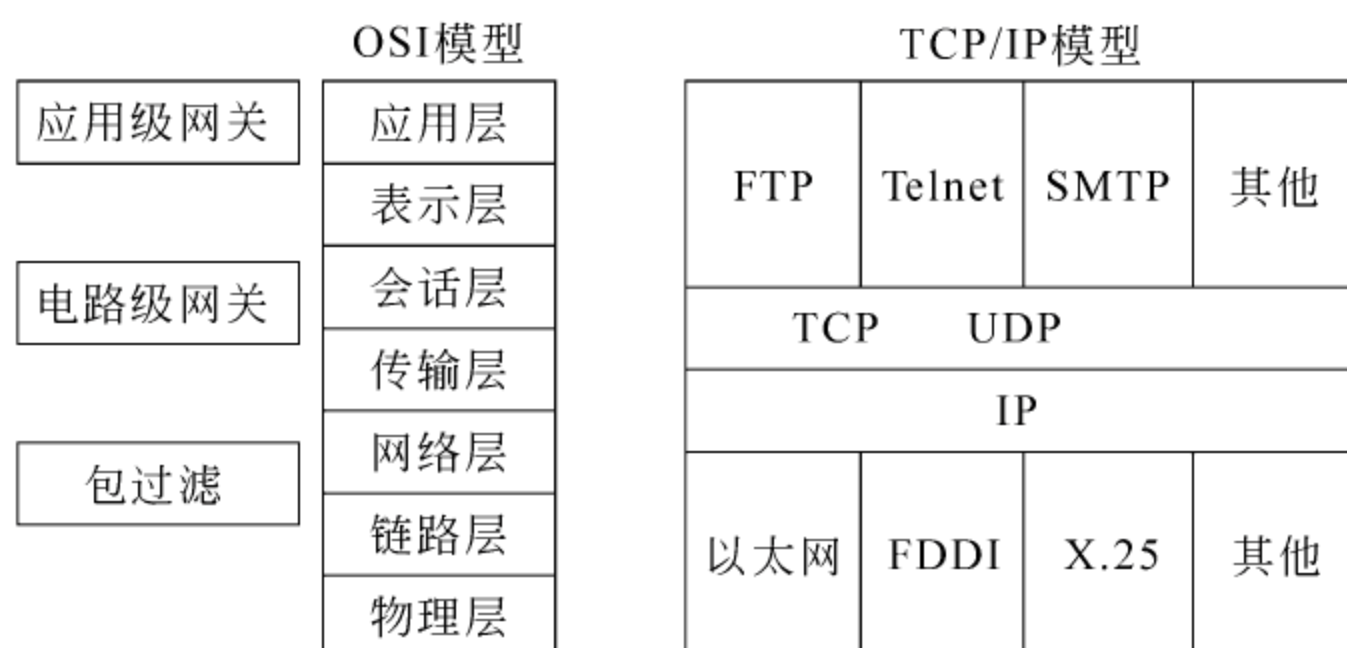 OSI模型
TCP/IP模型
应用级网关
电路级网关
包过滤
应用层
表示层
会话层
传输层
网络层
链路层
物理层
FTP Telnet SMTP 其他
TCP UDP
IP
以太网 FDDI X.25 其他